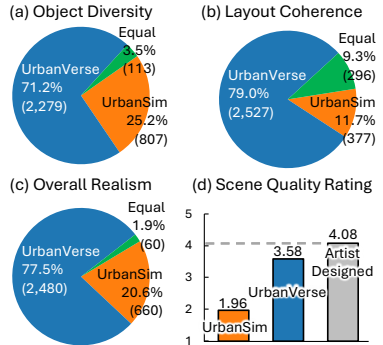 (a) Object Diversity
Equal
3.5%
(113)
UrbanVerse
71.2%
(2,279)
UrbanSim
25.2%
(807)
(b) Layout Coherence
Equal
9.3%
(296)
UrbanVerse
79.0%
(2,527)
UrbanSim
11.7%
(377)
(c) Overall Realism
Equal
1.9%
(60)
UrbanVerse
77.5%
(2,480)
UrbanSim
20.6%
(660)
(d) Scene Quality Rating
5
4
3
2
1
1.96
UrbanSim
3.58
UrbanVerse
4.08
Artist
Designed